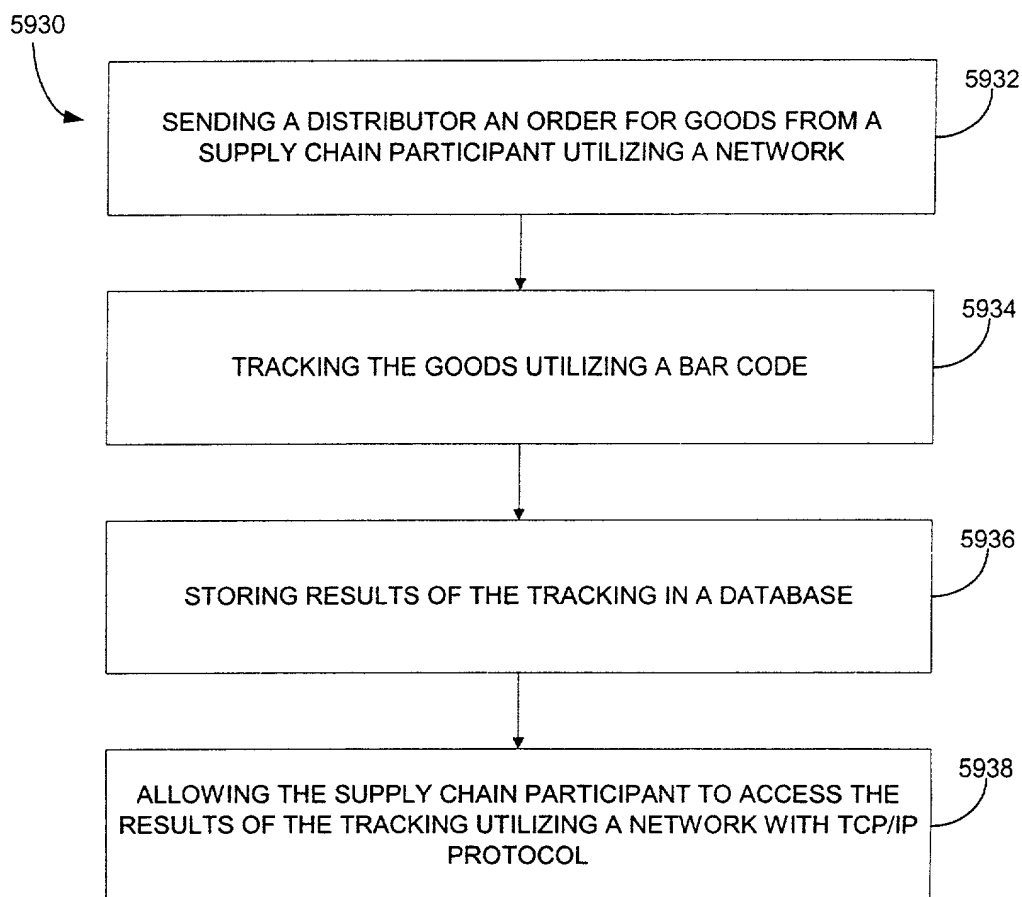 5930
5932
SENDING A DISTRIBUTOR AN ORDER FOR GOODS FROM A
SUPPLY CHAIN PARTICIPANT UTILIZING A NETWORK
5934
TRACKING THE GOODS UTILIZING A BAR CODE
5936
STORING RESULTS OF THE TRACKING IN A DATABASE
5938
ALLOWING THE SUPPLY CHAIN PARTICIPANT TO ACCESS THE
RESULTS OF THE TRACKING UTILIZING A NETWORK WITH TCP/IP
PROTOCOL